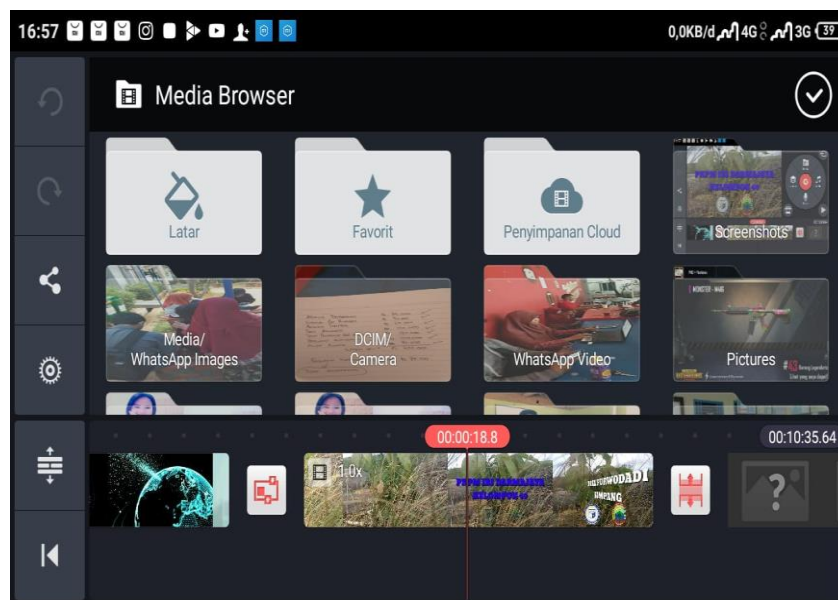 16:57
0,0KB/d 4G 3G 39
Media Browser
Latar
Favorit
Penyimpanan Cloud
Screenshots
Media/
WhatsApp Images
DCIM/
Camera
WhatsApp Video
Pictures
00:00:18.8
00:10:35.64
1.0x